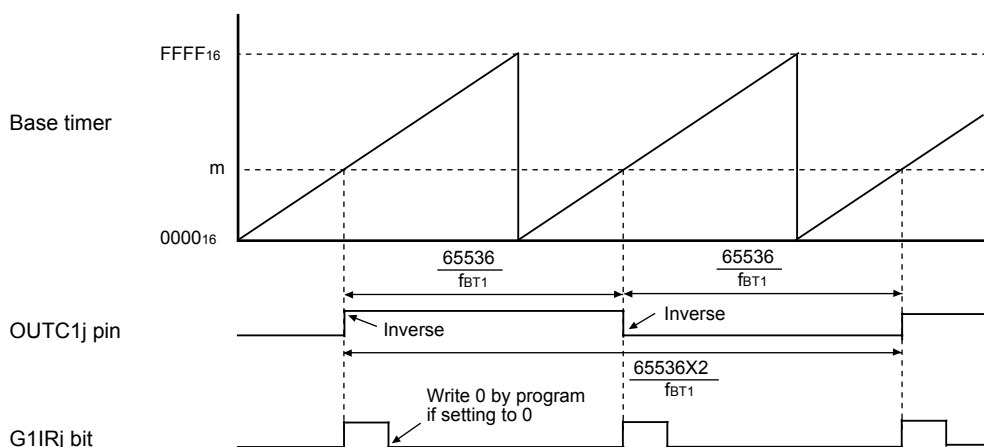 FFFF16
Base timer
m
000016
65536
fBT1
65536
fBT1
OUTC1j pin
Inverse
Inverse
65536X2
fBT1
Write 0 by program
if setting to 0
G1IRj bit